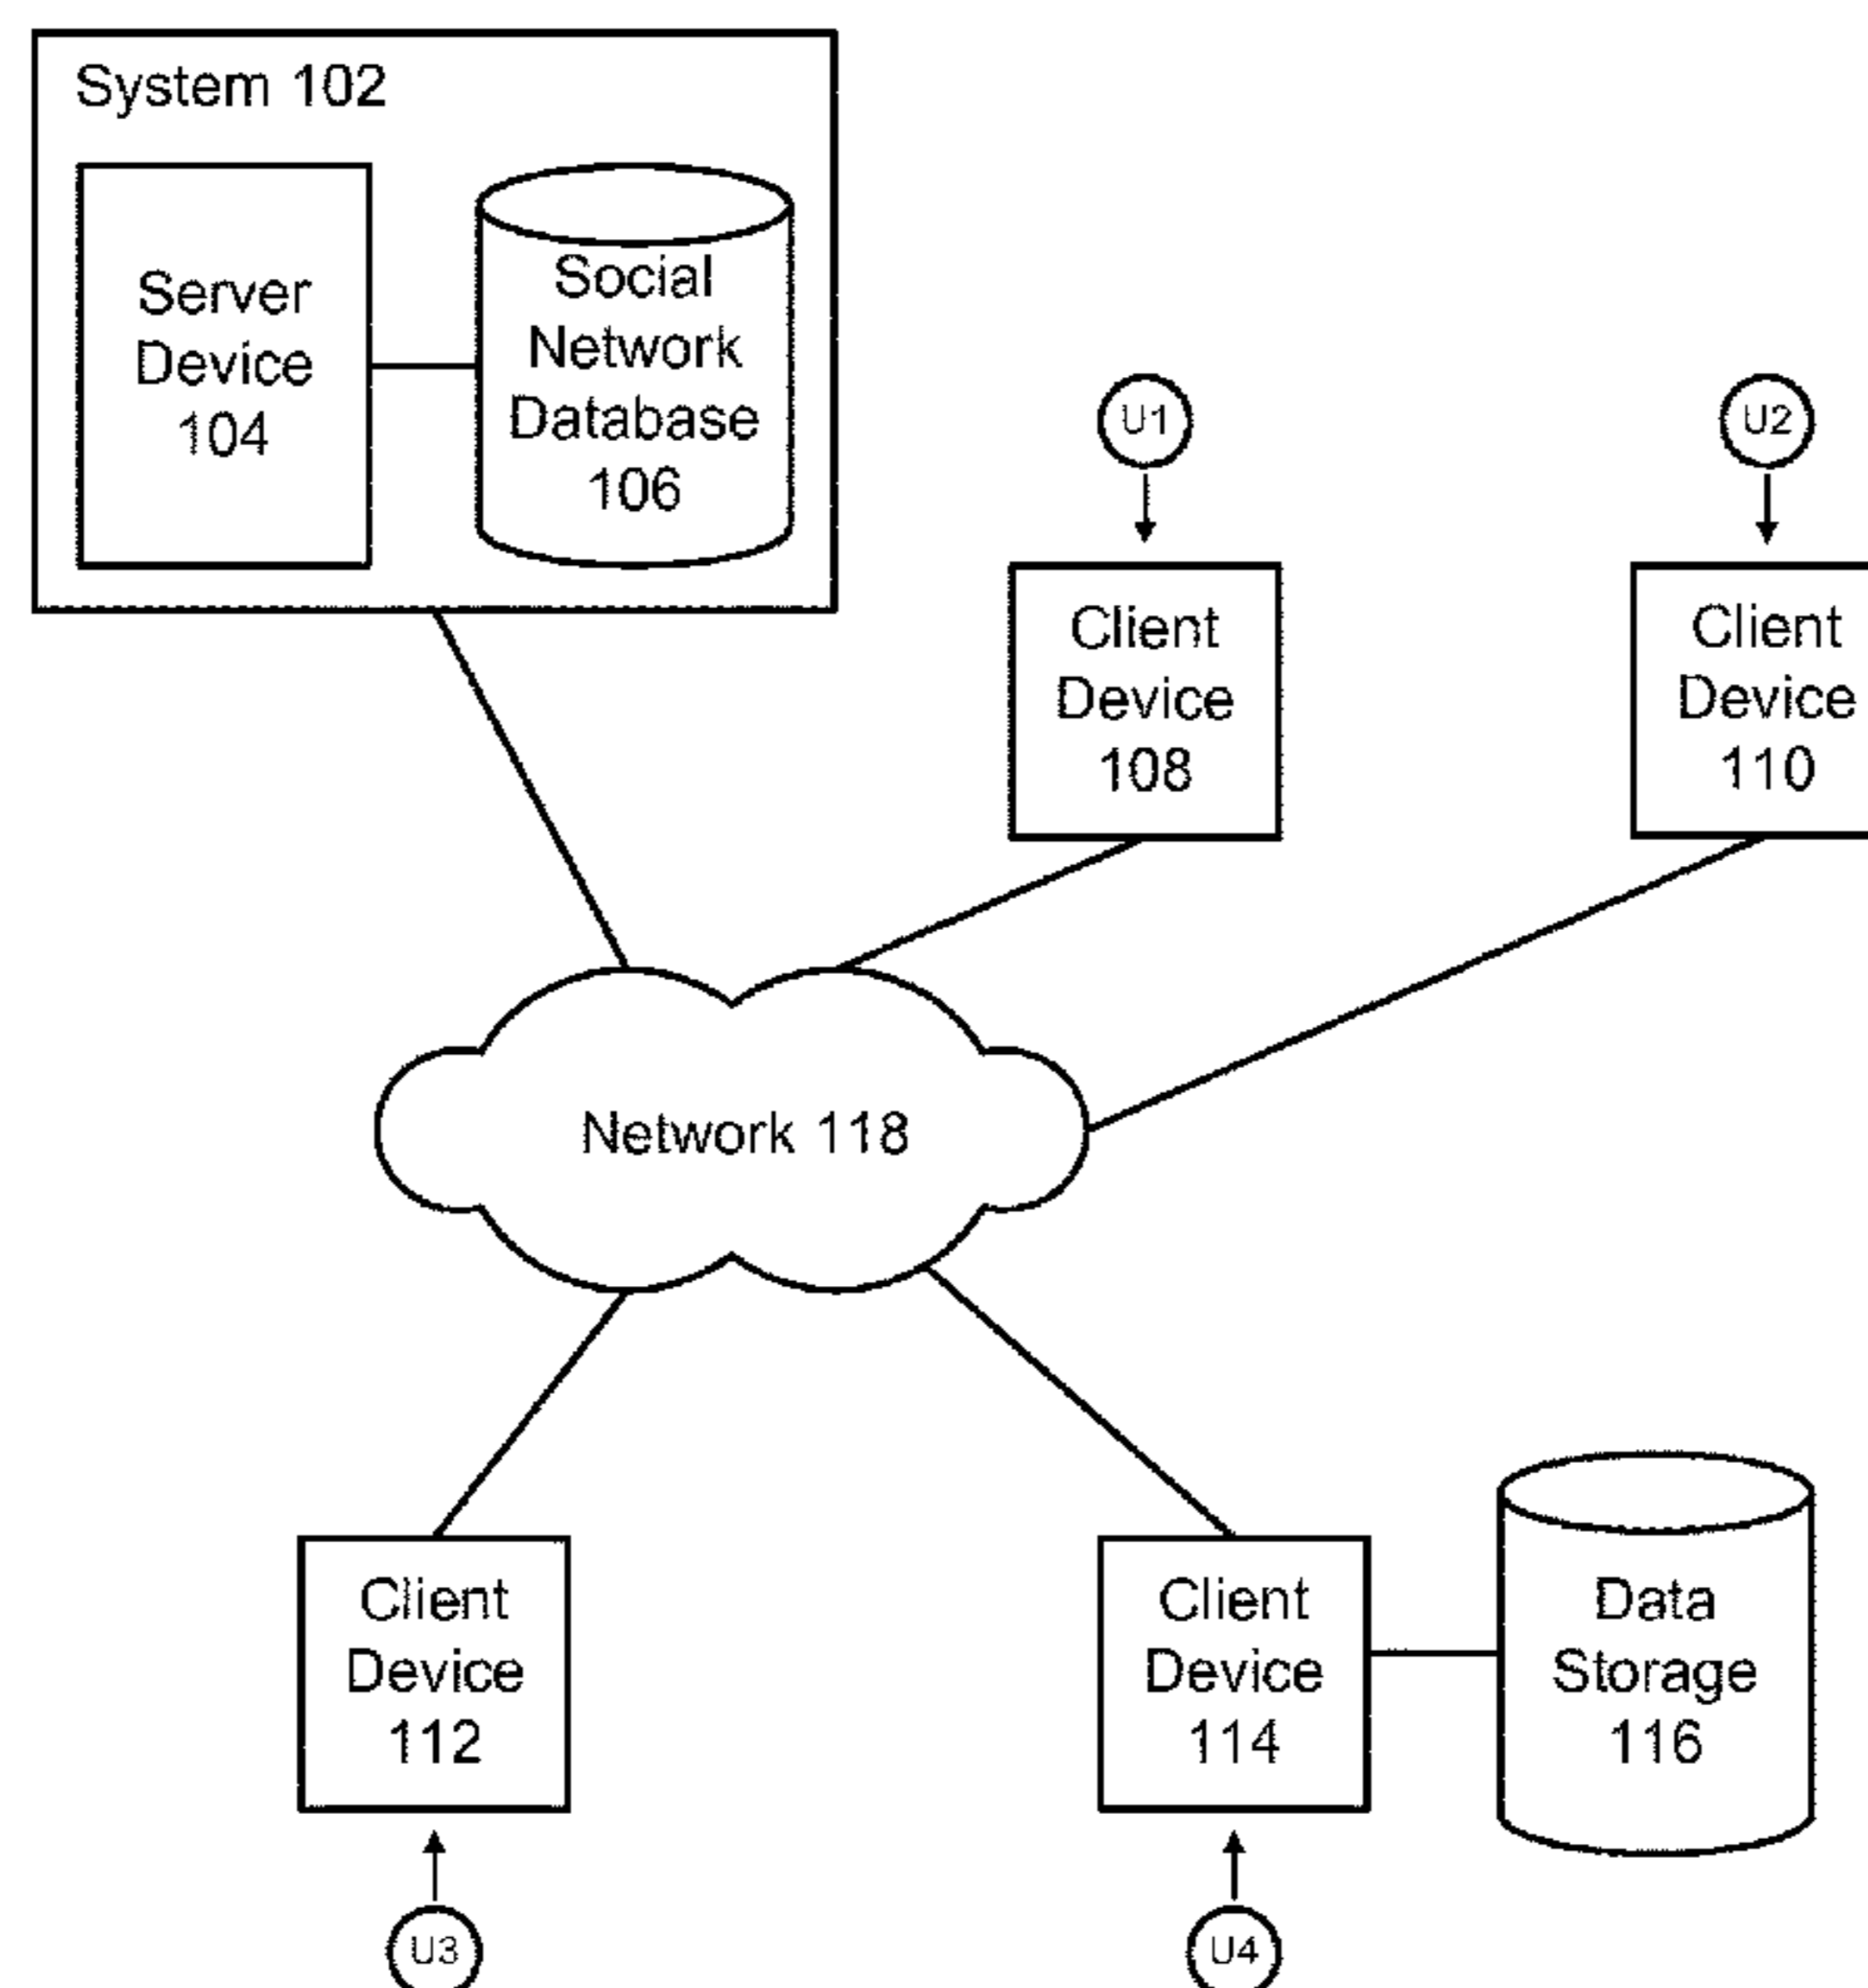 System 102
Server
Device
104
Social
Network
Database
106
U1
U2
Client
Device
108
Client
Device
110
Network 118
Client
Device
112
Client
Device
114
Data
Storage
116
U3
U4